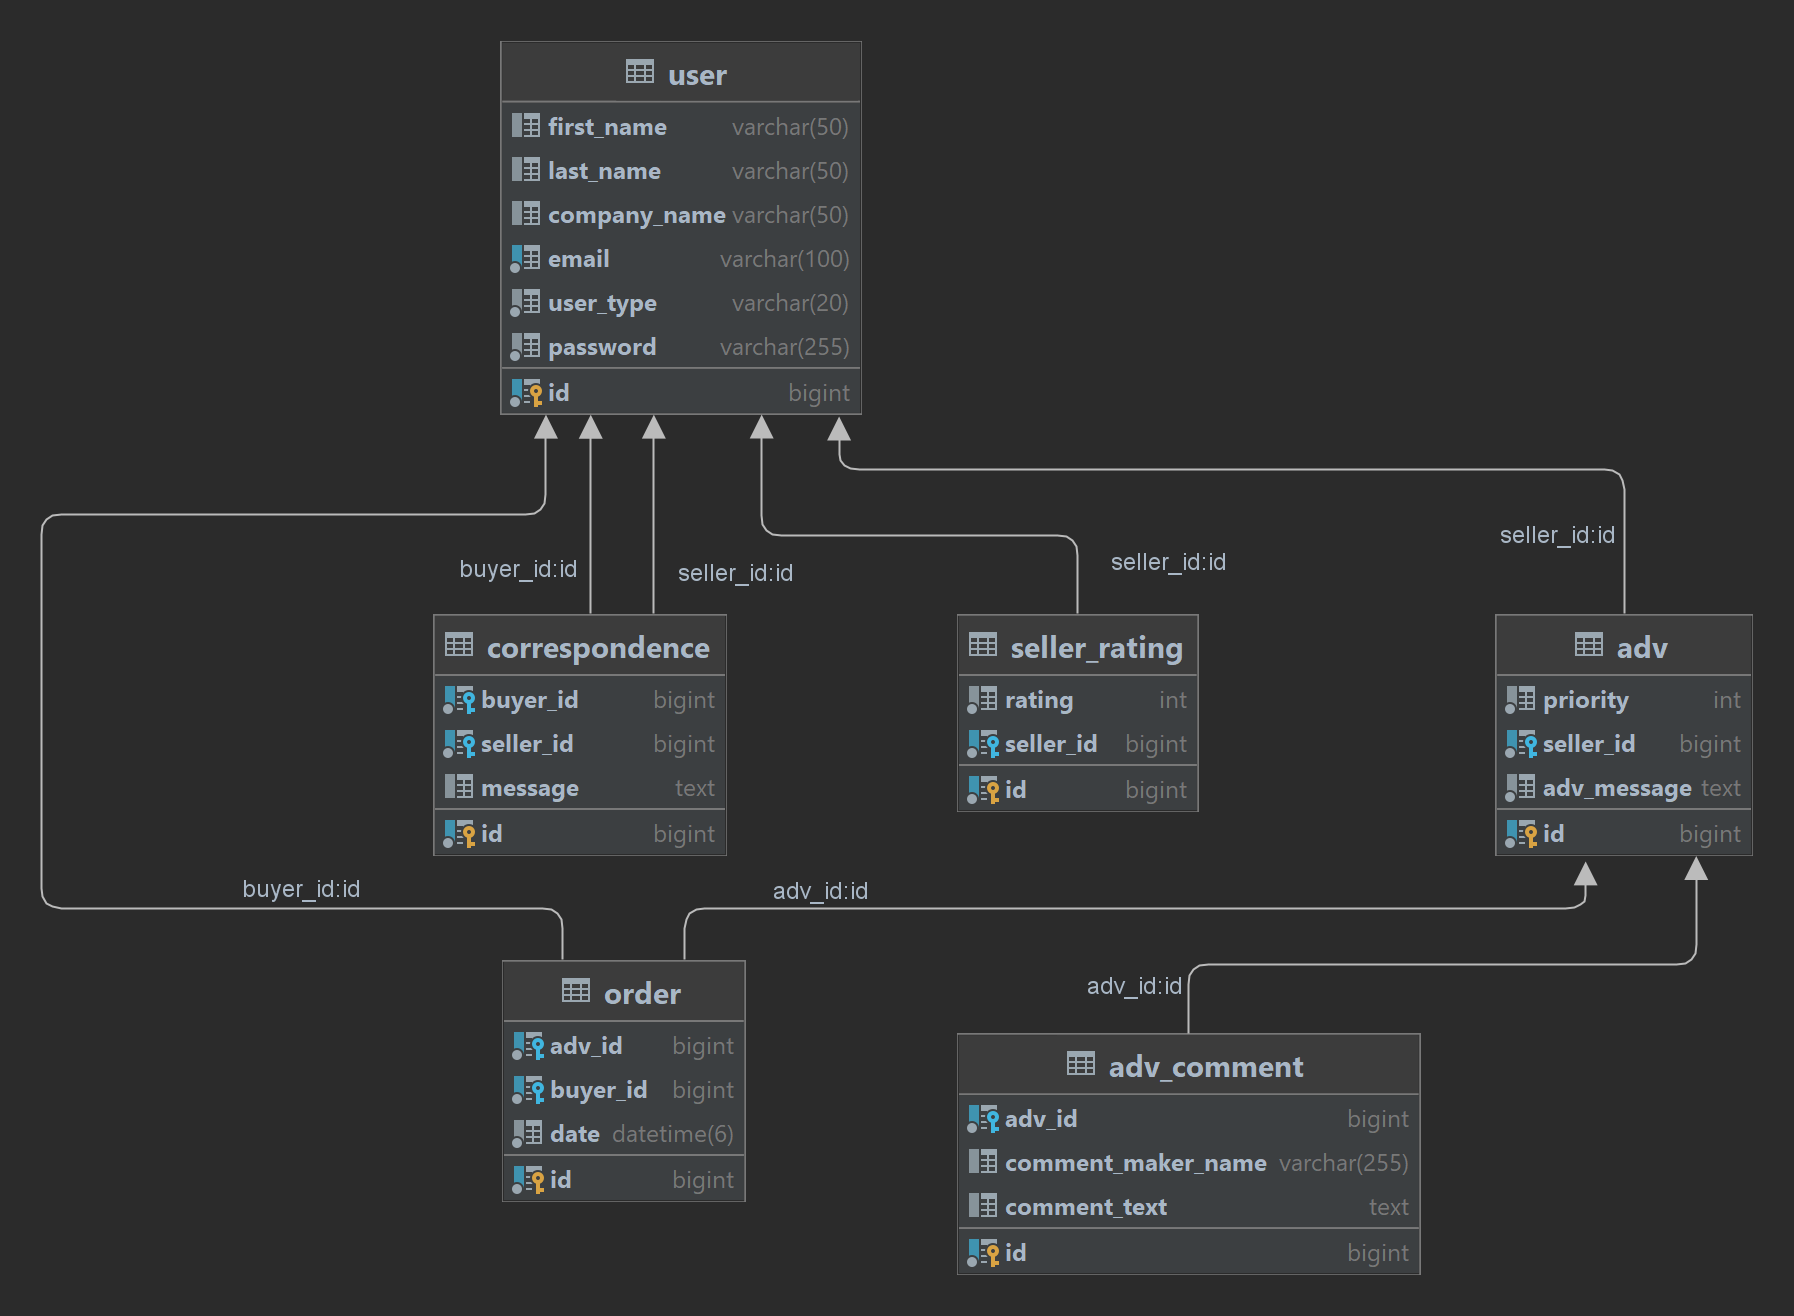 user
first_name varchar(50)
last_name varchar(50)
company_name varchar(50)
email varchar(100)
user_type varchar(20)
password varchar(255)
id bigint
seller_id:id
buyer_id:id
seller_id:id
seller_id:id
correspondence
buyer_id bigint
seller_id bigint
message text
id bigint
seller_rating
rating int
seller_id bigint
id bigint
adv
priority int
seller_id bigint
adv_message text
id bigint
buyer_id:id
adv_id:id
order
adv_id bigint
buyer_id bigint
date datetime(6)
id bigint
adv_id:id
adv_comment
adv_id bigint
comment_maker_name varchar(255)
comment_text text
id bigint